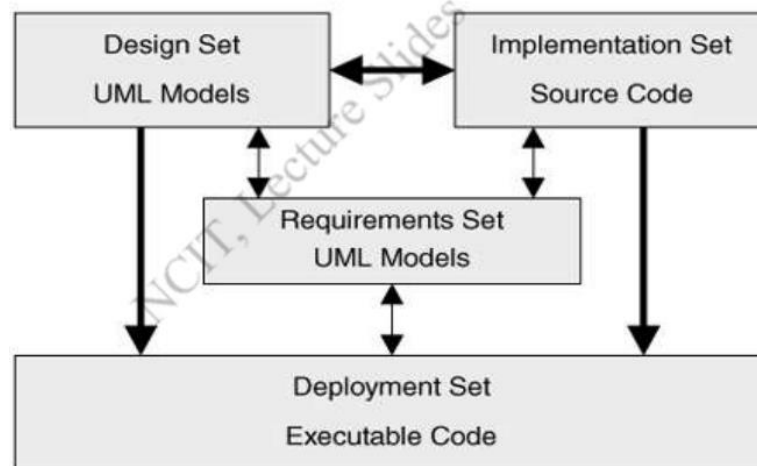 Design Set
UML Models
Implementation Set
Source Code
NCIT, Lecture Slides
Requirements Set
UML Models
Deployment Set
Executable Code